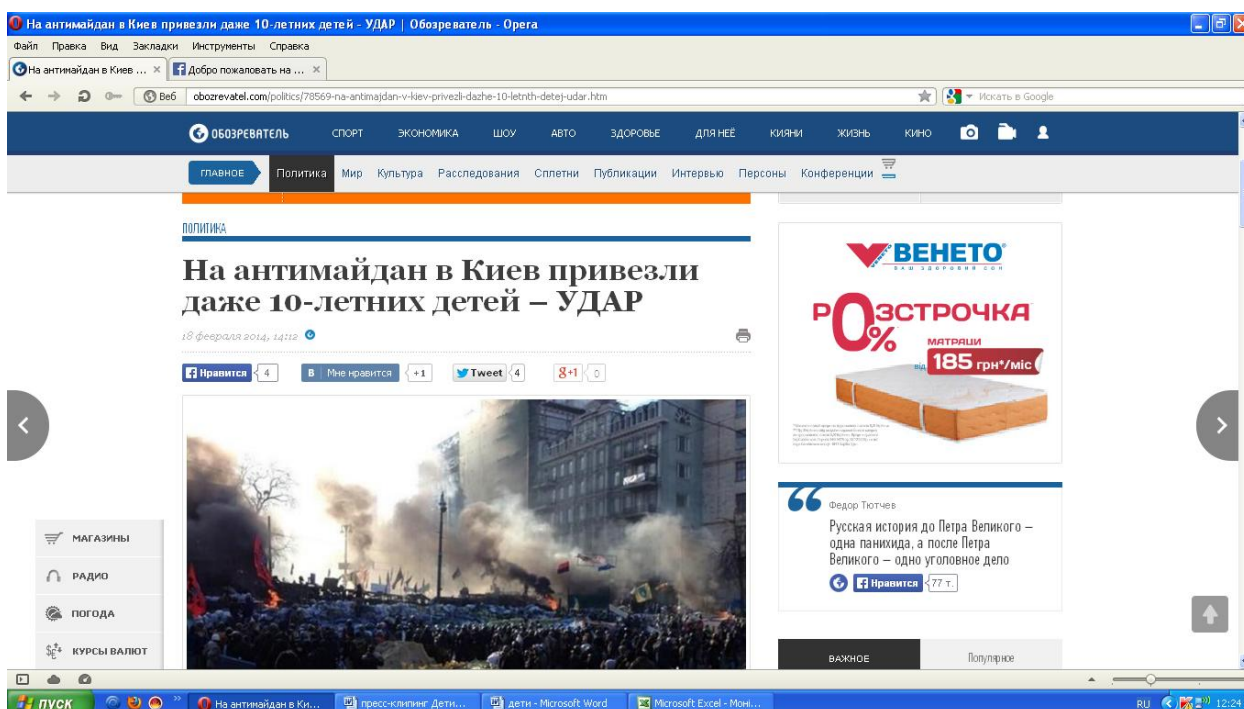 На антимайдан в Киев привезли даже 10-летних детей - УДАР | Обозреватель - Opera
Файл Правка Вид Закладки Инструменты Справка
На антимайдан в Киев ... Добро пожаловать на ...
Веб obozrevatel.com/politics/78569-na-antimajdan-v-kiev-privezli-dazhe-10-letnth-detej-udar.htm Искать в Google
ОБОЗРЕВАТЕЛЬ СПОРТ ЭКОНОМИКА ШОУ АВТО ЗДОРОВЬЕ ДЛЯ НЕЁ КИЯНИ ЖИЗНЬ КИНО
ГЛАВНОЕ Политика Мир Культура Расследования Сплетни Публикации Интервью Персоны Конференции
ПОЛИТИКА
На антимайдан в Киев привезли
даже 10-летних детей – УДАР
18 февраля 2014, 14:12
Нравится 4 В Мне нравится +1 Tweet 4 g+1 0
ВЕНЕТО
ВАШ ЗДОРОВИЙ СОН
РОЗСТРОЧКА
0%
МАТРАЦИ
від 185 грн*/міс
Федор Тютчев
Русская история до Петра Великого –
одна панихида, а после Петра
Великого – одно уголовное дело
Нравится 77 т.
МАГАЗИНЫ
РАДИО
ПОГОДА
КУРСЫ ВАЛЮТ
ВАЖНОЕ Популярное
пуск На антимайдан в Ки... пресс-клипинг Дети... дети - Microsoft Word Microsoft Excel - Моні... RU 12:24